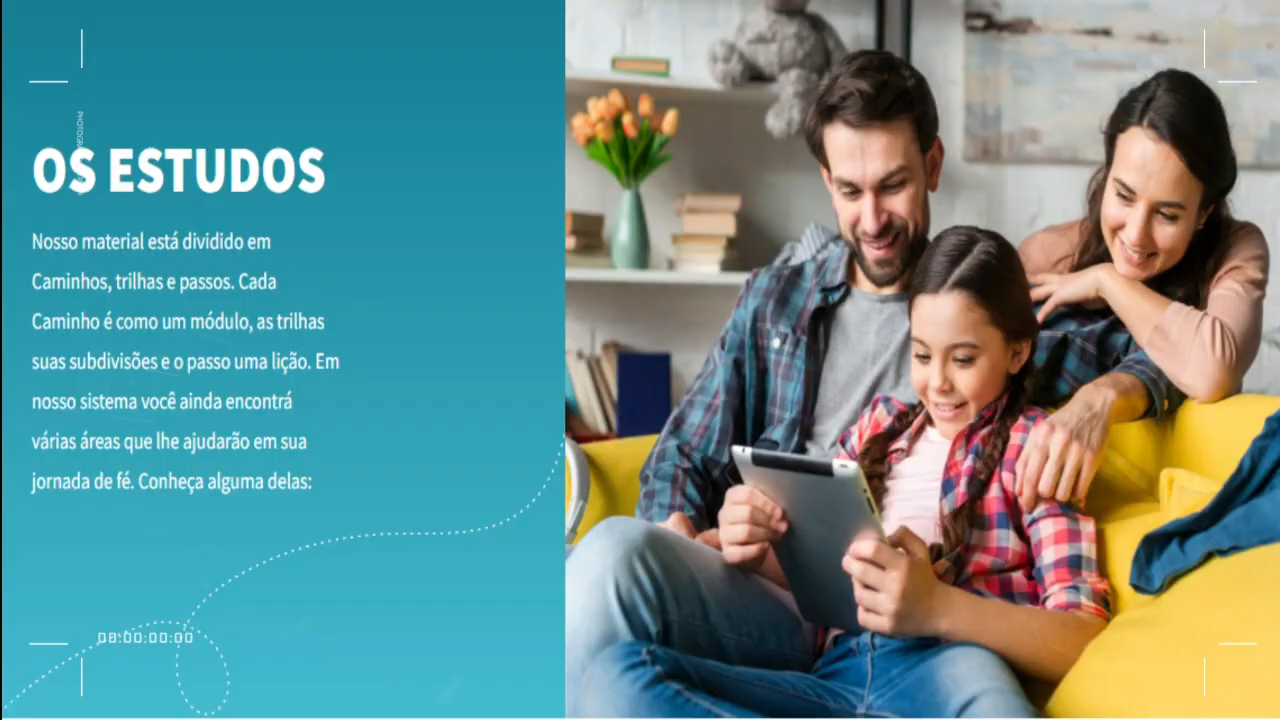 OS ESTUDOS
Nosso material está dividido em
Caminhos, trilhas e passos. Cada
Caminho é como um módulo, as trilhas
suas subdivisões e o passo uma lição. Em
nosso sistema você ainda encontrá
várias áreas que lhe ajudarão em sua
jornada de fé. Conheça alguma delas:
00:00:00:00